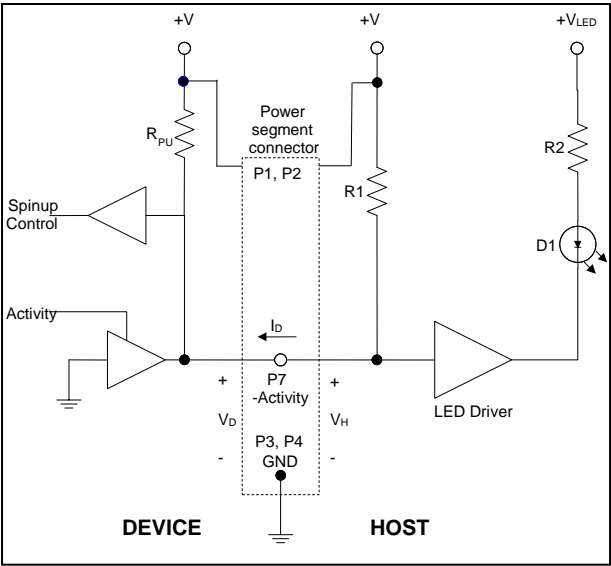 +V
+V
+VLED
Power
segment
connector
RPU
P1, P2
R1
R2
Spinup
Control
D1
Activity
ID
+
P7
+
-Activity
LED Driver
VD
VH
P3, P4
-
GND
-
DEVICE
HOST